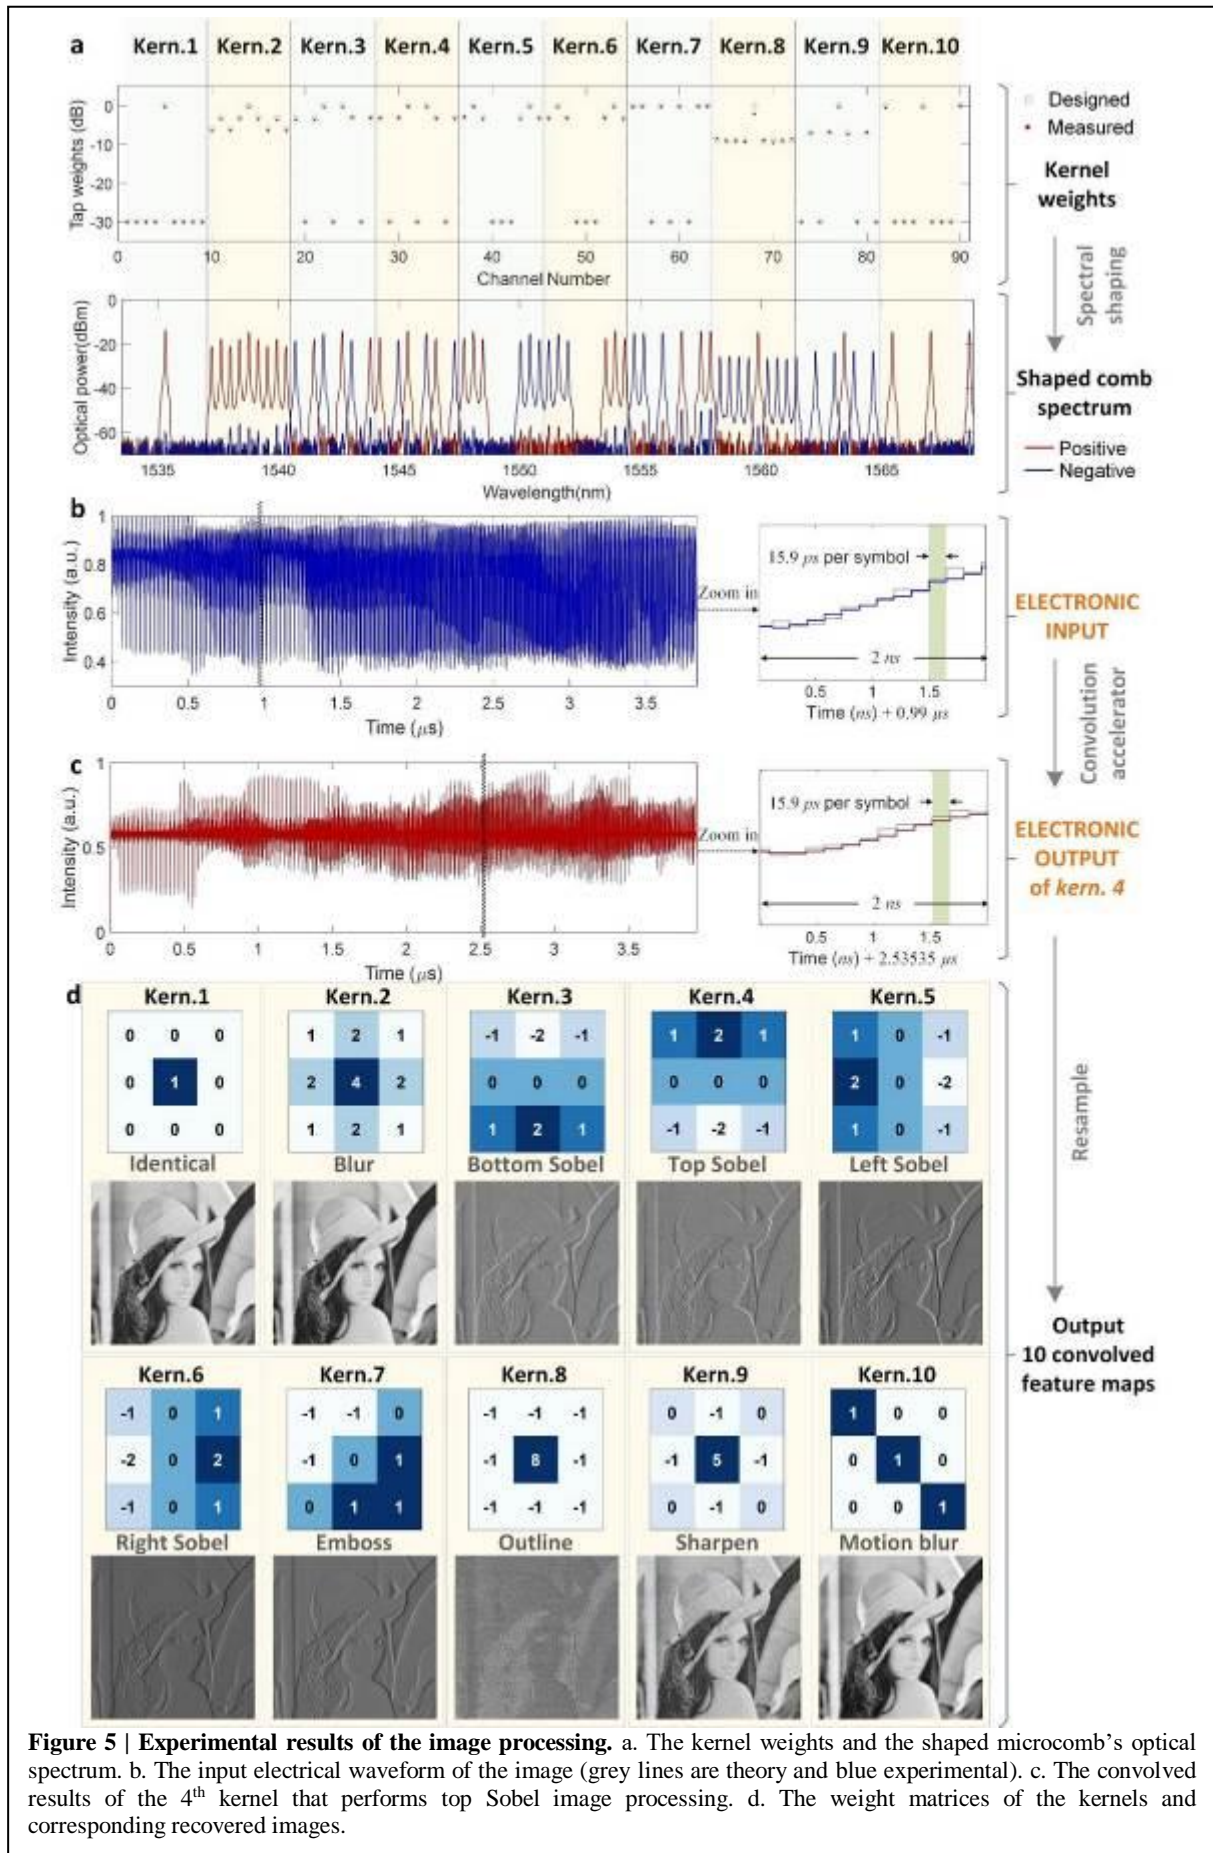 a Kern.1 Kern.2 Kern.3 Kern.4 Kern.5 Kern.6 Kern.7 Kern.8 Kern.9 Kern.10
Tap weights (dB)
0
-10
-20
-30
0 10 20 30 40 50 60 70 80 90
Channel Number
Designed
Measured
Kernel
weights
Spectral
shaping
Optical power(dBm)
0
-20
-40
-60
1535 1540 1545 1550 1555 1560 1565
Wavelength(nm)
Shaped comb
spectrum
Positive
Negative
b
Intensity (a.u.)
1
0.8
0.6
0.4
0 0.5 1 1.5 2 2.5 3 3.5
Time (μs)
Zoom in
15.9 ps per symbol
2 ns
0.5 1 1.5
Time (ns) + 0.99 μs
ELECTRONIC
INPUT
Convolution
accelerator
c
Intensity (a.u.)
1
0.5
0
0 0.5 1 1.5 2 2.5 3 3.5
Time (μs)
Zoom in
15.9 ps per symbol
2 ns
0.5 1 1.5
Time (ns) + 2.53535 μs
ELECTRONIC
OUTPUT
of kern. 4
Resample
d Kern.1 Kern.2 Kern.3 Kern.4 Kern.5
0 0 0 1 2 1 -1 -2 -1 1 2 1 1 0 -1
0 1 0 2 4 2 0 0 0 0 0 0 2 0 -2
0 0 0 1 2 1 1 2 1 -1 -2 -1 1 0 -1
Identical Blur Bottom Sobel Top Sobel Left Sobel
Output
10 convolved
feature maps
Kern.6 Kern.7 Kern.8 Kern.9 Kern.10
-1 0 1 -1 -1 0 -1 -1 -1 0 -1 0 1 0 0
-2 0 2 -1 0 1 -1 8 -1 -1 5 -1 0 1 0
-1 0 1 0 1 1 -1 -1 -1 0 -1 0 0 0 1
Right Sobel Emboss Outline Sharpen Motion blur
Figure 5 | Experimental results of the image processing. a. The kernel weights and the shaped microcomb's optical
spectrum. b. The input electrical waveform of the image (grey lines are theory and blue experimental). c. The convolved
results of the 4th kernel that performs top Sobel image processing. d. The weight matrices of the kernels and
corresponding recovered images.